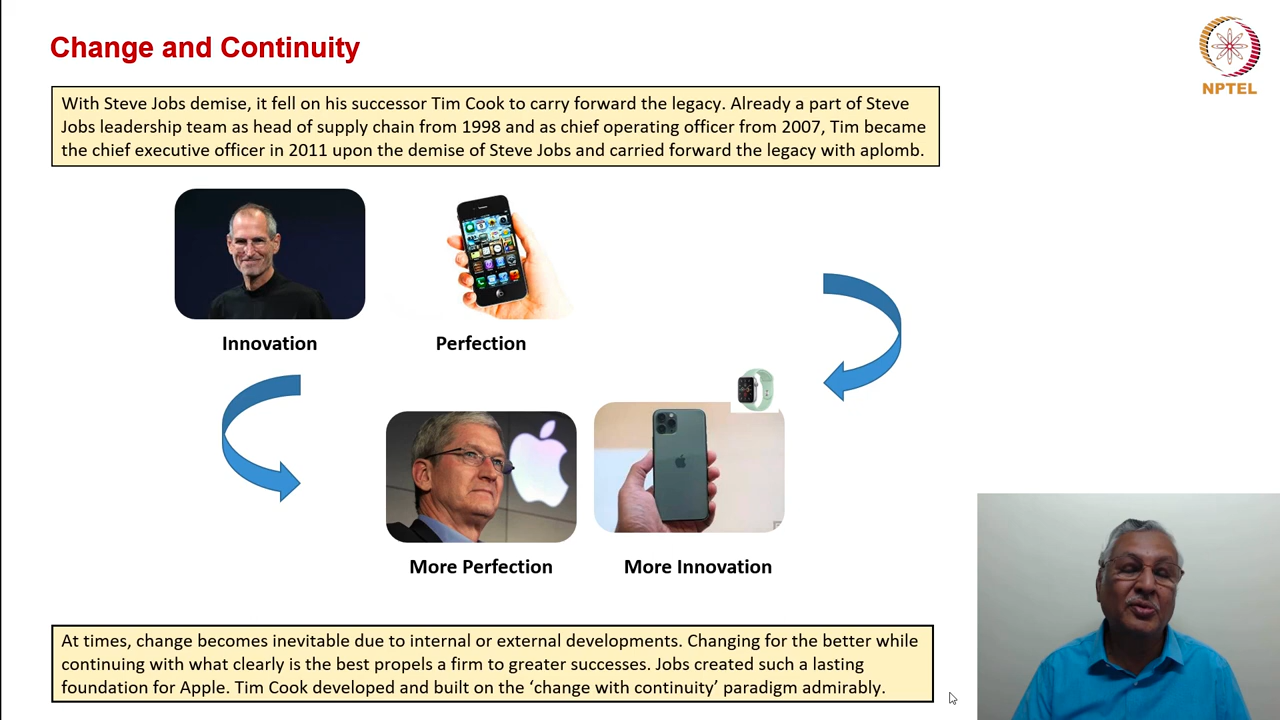 Change and Continuity
NPTEL
With Steve Jobs demise, it fell on his successor Tim Cook to carry forward the legacy. Already a part of Steve
Jobs leadership team as head of supply chain from 1998 and as chief operating officer from 2007, Tim became
the chief executive officer in 2011 upon the demise of Steve Jobs and carried forward the legacy with aplomb.
Innovation
Perfection
More Perfection
More Innovation
At times, change becomes inevitable due to internal or external developments. Changing for the better while
continuing with what clearly is the best propels a firm to greater successes. Jobs created such a lasting
foundation for Apple. Tim Cook developed and built on the ‘change with continuity’ paradigm admirably.